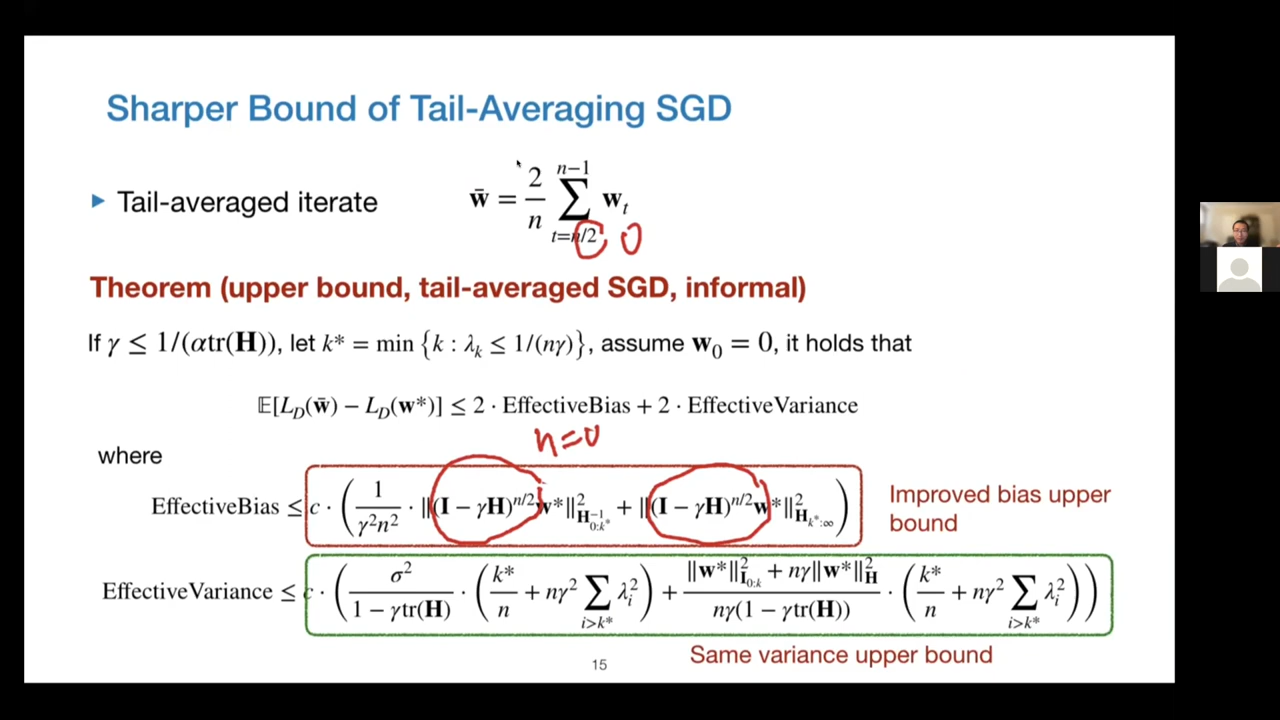 Sharper Bound of Tail-Averaging SGD
▶ Tail-averaged iterate w̄ = 2/n ∑_{t=n/2}^{n−1} w_t
0
Theorem (upper bound, tail-averaged SGD, informal)
If γ ≤ 1/(αtr(H)), let k* = min {k : λ_k ≤ 1/(nγ)}, assume w_0 = 0, it holds that
𝔼[L_D(w̄) − L_D(w*)] ≤ 2 · EffectiveBias + 2 · EffectiveVariance
n=0
where
EffectiveBias ≤ c · (1/(γ²n²) · ∥(I − γH)^{n/2}w*∥²_{H^{−1}_{0:k*}} + ∥(I − γH)^{n/2}w*∥²_{H_{k*:∞}})
Improved bias upper
bound
EffectiveVariance ≤ c · (σ²/(1 − γtr(H)) · (k*/n + nγ² ∑_{i>k*} λ_i²) + (∥w*∥²_{I_{0:k}} + nγ∥w*∥²_H)/(nγ(1 − γtr(H))) · (k*/n + nγ² ∑_{i>k*} λ_i²))
Same variance upper bound
15